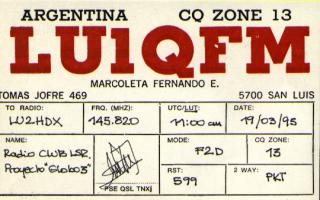 ARGENTINA CQ ZONE 13
LU1QFM
MARCOLETA FERNANDO E.
TOMAS JOFRE 469 5700 SAN LUIS
TO RADIO: FRQ. (MHZ): UTC/LUT: DATE:
LU2HDX 145.820 11:00 am 19/03/95
NAME: MODE: CQ ZONE:
Radio CLUB LSR. F2D 13
Proyecto "Globo 3"
RST: 2 WAY:
PSE QSL TNX 599 PKT